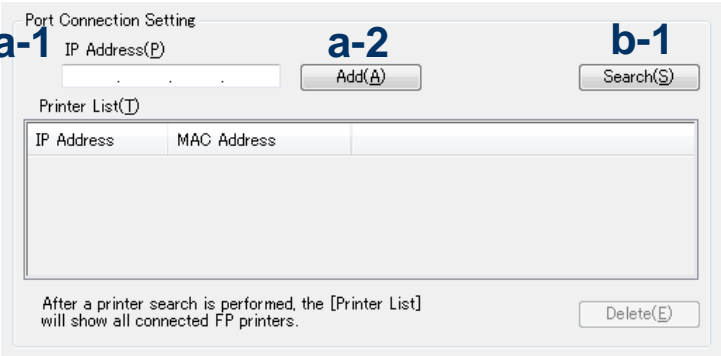 Port Connection Setting
a-1 IP Address(P) a-2 b-1
. . . Add(A) Search(S)
Printer List(T)
IP Address MAC Address
After a printer search is performed, the [Printer List]
will show all connected FP printers.
Delete(E)